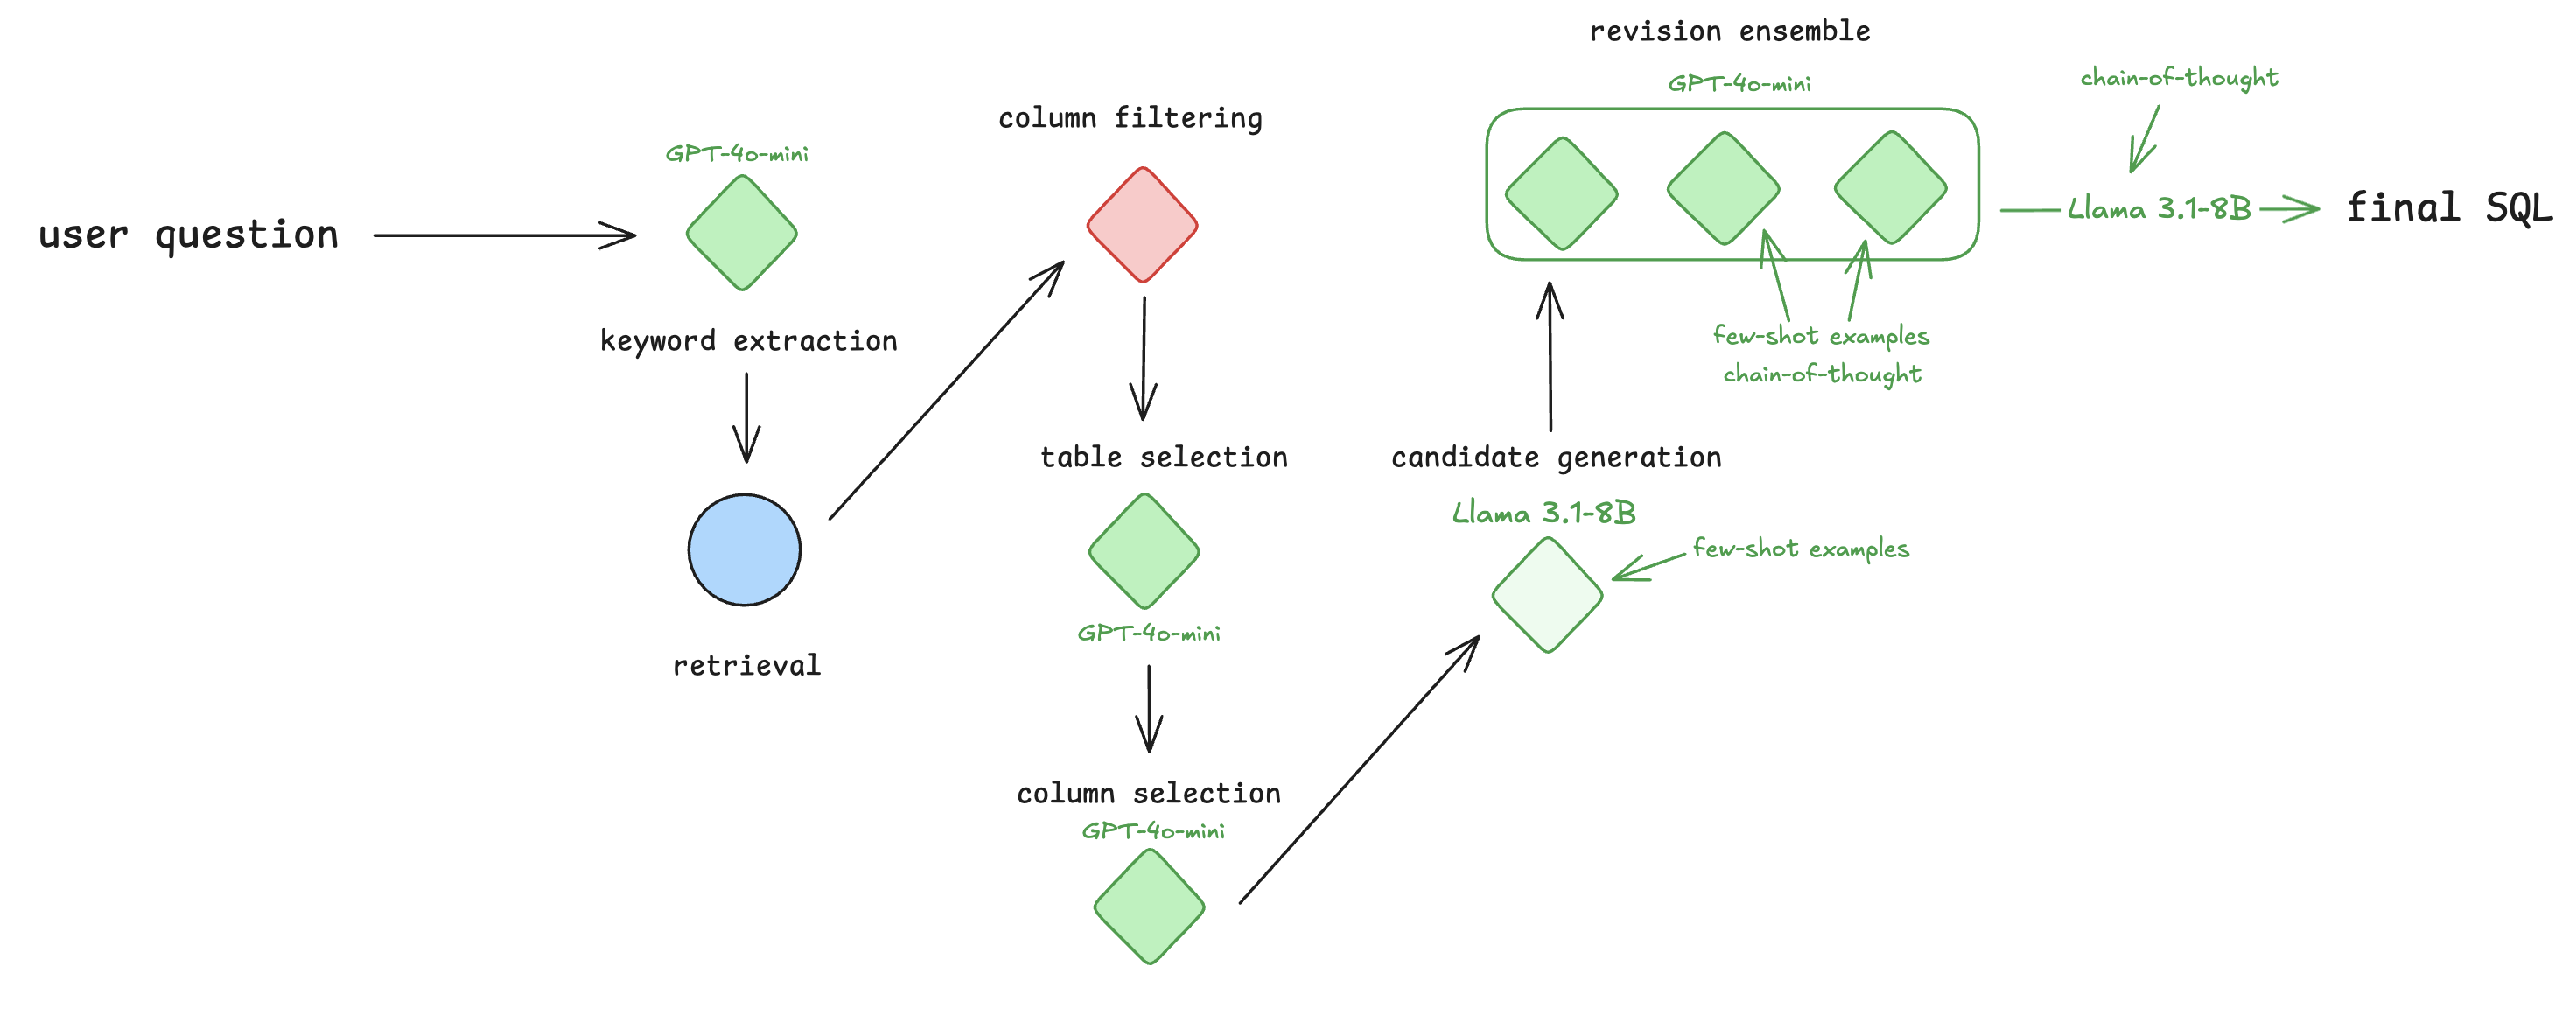 user question
GPT-4o-mini
keyword extraction
retrieval
column filtering
table selection
GPT-4o-mini
column selection
GPT-4o-mini
candidate generation
Llama 3.1-8B
few-shot examples
revision ensemble
GPT-4o-mini
few-shot examples
chain-of-thought
chain-of-thought
Llama 3.1-8B
final SQL